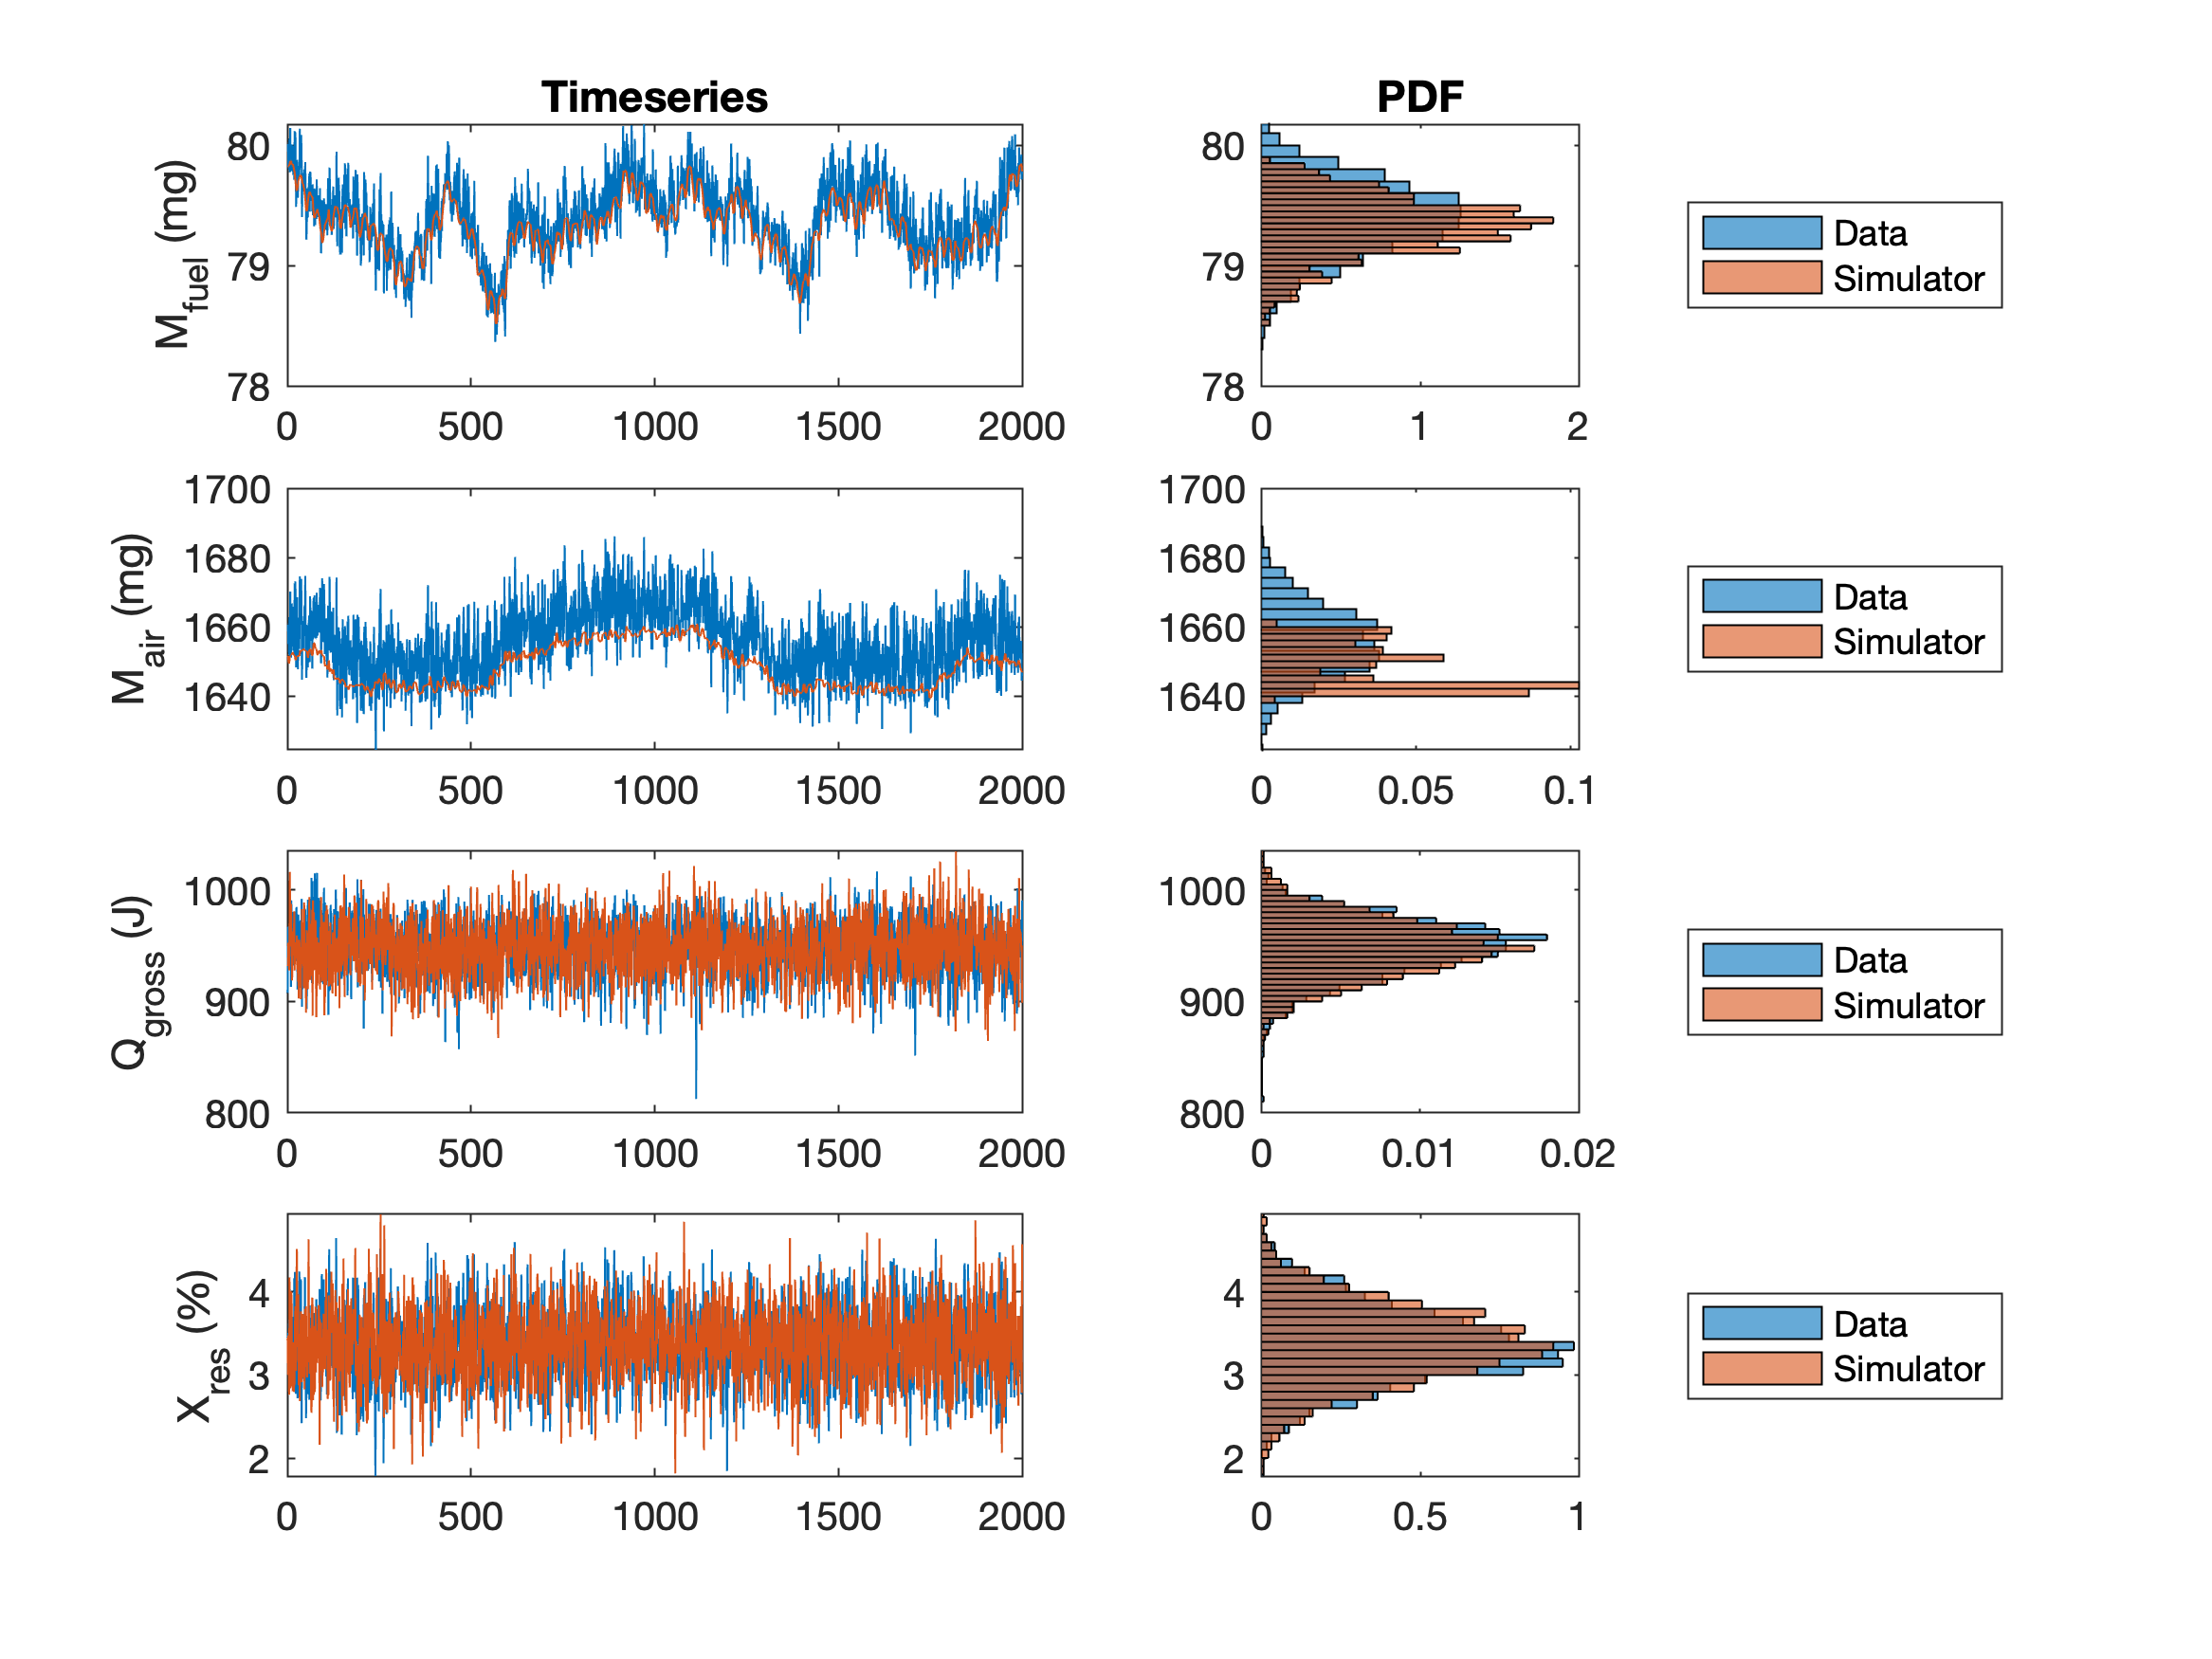 Timeseries
PDF
M_fuel (mg)
80
79
78
0 500 1000 1500 2000
80
79
78
0 1 2
Data
Simulator
M_air (mg)
1700
1680
1660
1640
0 500 1000 1500 2000
1700
1680
1660
1640
0 0.05 0.1
Data
Simulator
Q_gross (J)
1000
900
800
0 500 1000 1500 2000
1000
900
800
0 0.01 0.02
Data
Simulator
X_res (%)
4
3
2
0 500 1000 1500 2000
4
3
2
0 0.5 1
Data
Simulator